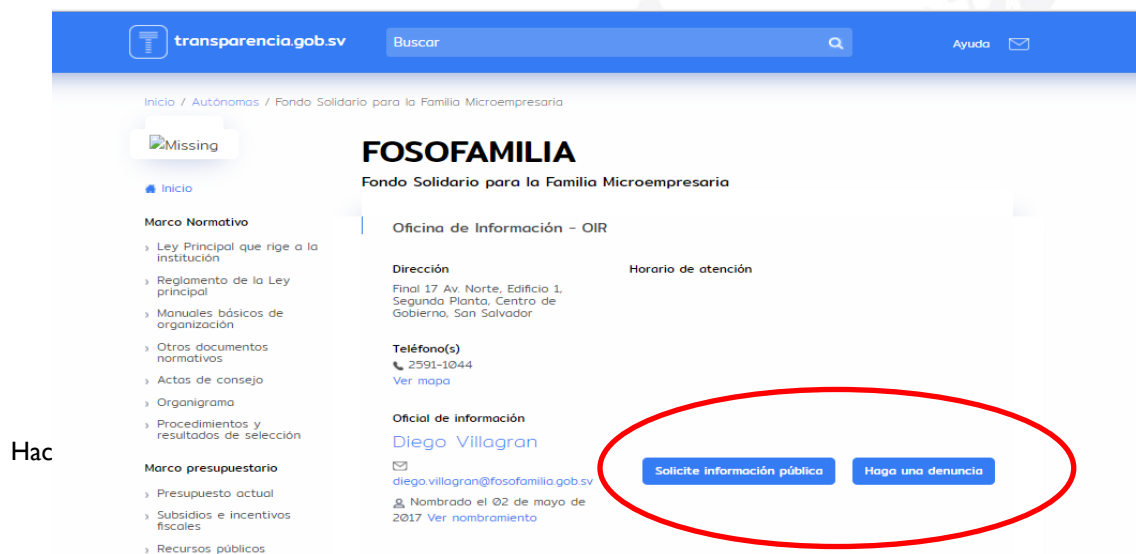 transparencia.gob.sv
Buscar
Ayuda
Inicio / Autónomas / Fondo Solidario para la Familia Microempresaria
Missing
FOSOFAMILIA
Fondo Solidario para la Familia Microempresaria
Inicio
Marco Normativo
Ley Principal que rige a la
institución
Reglamento de la Ley
principal
Manuales básicos de
organización
Otros documentos
normativos
Actas de consejo
Organigrama
Procedimientos y
resultados de selección
Marco presupuestario
Presupuesto actual
Subsidios e incentivos
fiscales
Recursos públicos
Oficina de Información - OIR
Dirección
Final 17 Av. Norte, Edificio 1,
Segunda Planta, Centro de
Gobierno, San Salvador
Horario de atención
Teléfono(s)
2591-1044
Ver mapa
Oficial de información
Diego Villagran
diego.villagran@fosofamilia.gob.sv
Nombrado el 02 de mayo de
2017 Ver nombramiento
Solicite información pública
Haga una denuncia
Hac